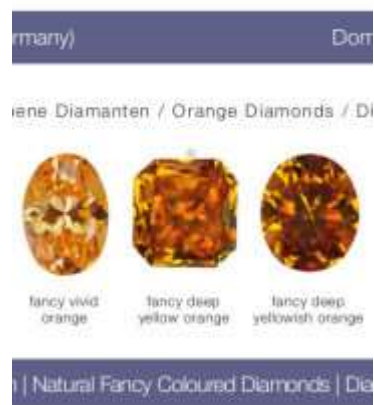 rmany) Dom
ene Diamanten / Orange Diamonds / Di
fancy vivid orange
fancy deep yellow orange
fancy deep yellowish orange
| Natural Fancy Coloured Diamonds | Dia